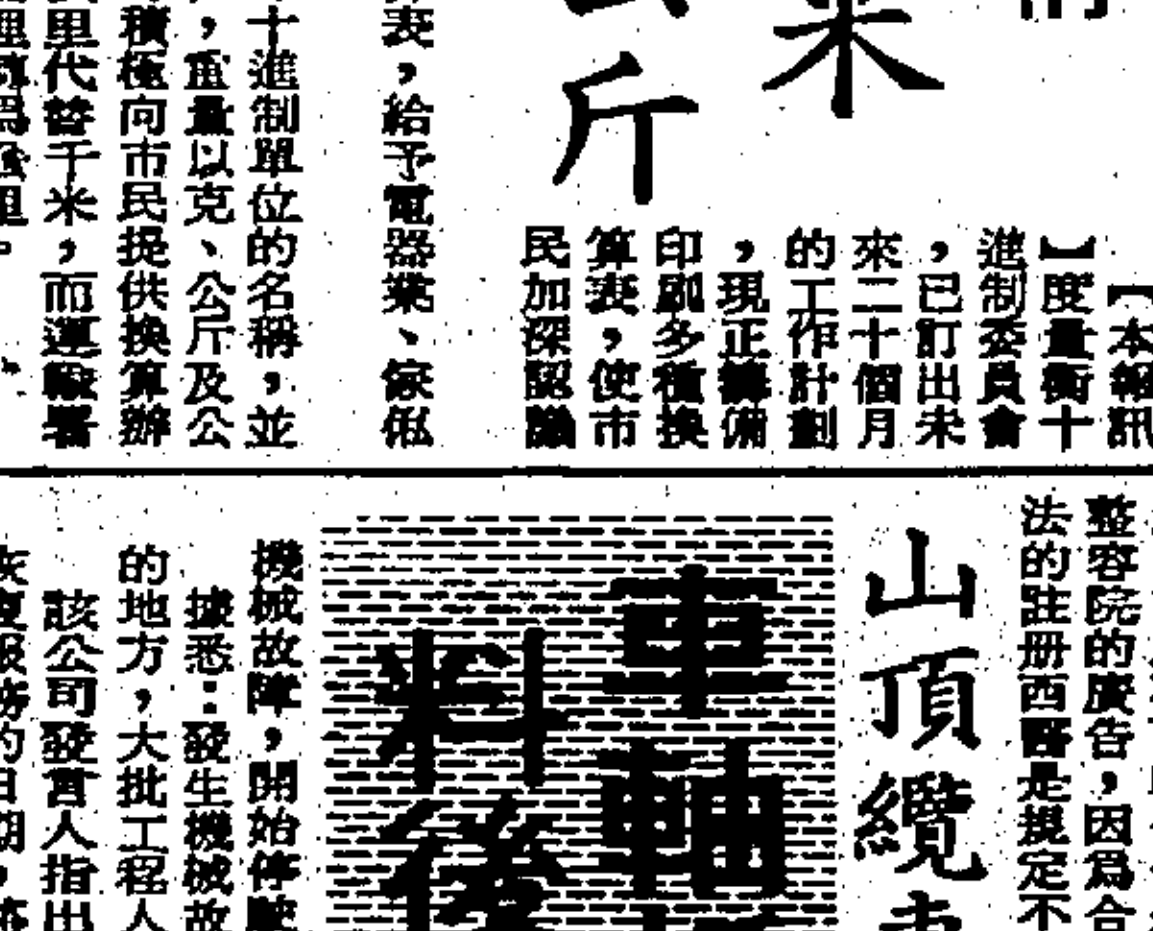 米
斤
【本報訊
】度量衡十
進制委員會
，已訂出未
來二十個月
的工作計劃
，現正籌備
印刷多種換
算表，使市
民加深認識
表，給予電器業、傢俬
十進制單位的名稱，並
，重量以克、公斤及公
積極向市民提供換算辦
里代替千米，而運輸署
整容院的廣告，因爲合
法的註册西醫是規定不
山頂纜車
車軸
料後
機械故障，開始停駛
據悉：發生機械故
的地方，大批工程人
該公司發言人指出
恢復服務的日期，